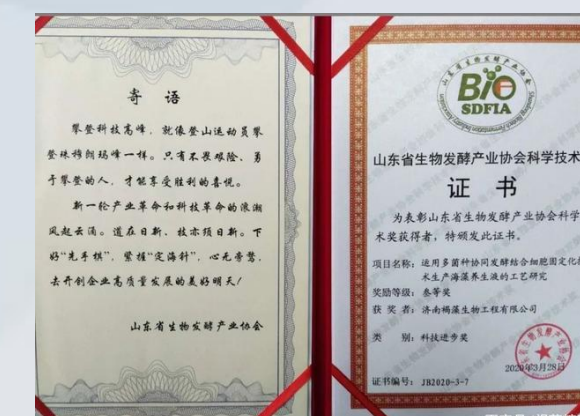 寄 语
攀登科技高峰，就像登山运动员攀
登珠穆朗玛峰一样。只有不畏艰险、勇
于攀登的人，才能享受胜利的喜悦。
新一轮产业革命和科技革命的浪潮
风起云涌。道在日新，技亦须日新。下
好“先手棋”，紧握“定海针”，心无旁骛，
去开创企业高质量发展的美好明天！
山东省生物发酵产业协会
山东省生物发酵产业协会
BIO
SDFIA
山东省生物发酵产业协会科学技术
证 书
为表彰山东省生物发酵产业协会科学
术奖获得者，特颁发此证书。
项目名称：运用多菌种协同发酵结合细胞固定化
术生产海藻养生液的工艺研究
奖励等级：叁等奖
获 奖 者：济南稀藻生物工程有限公司
类 别：科技进步奖
2020年3月28日
证书编号：JB2020-3-7